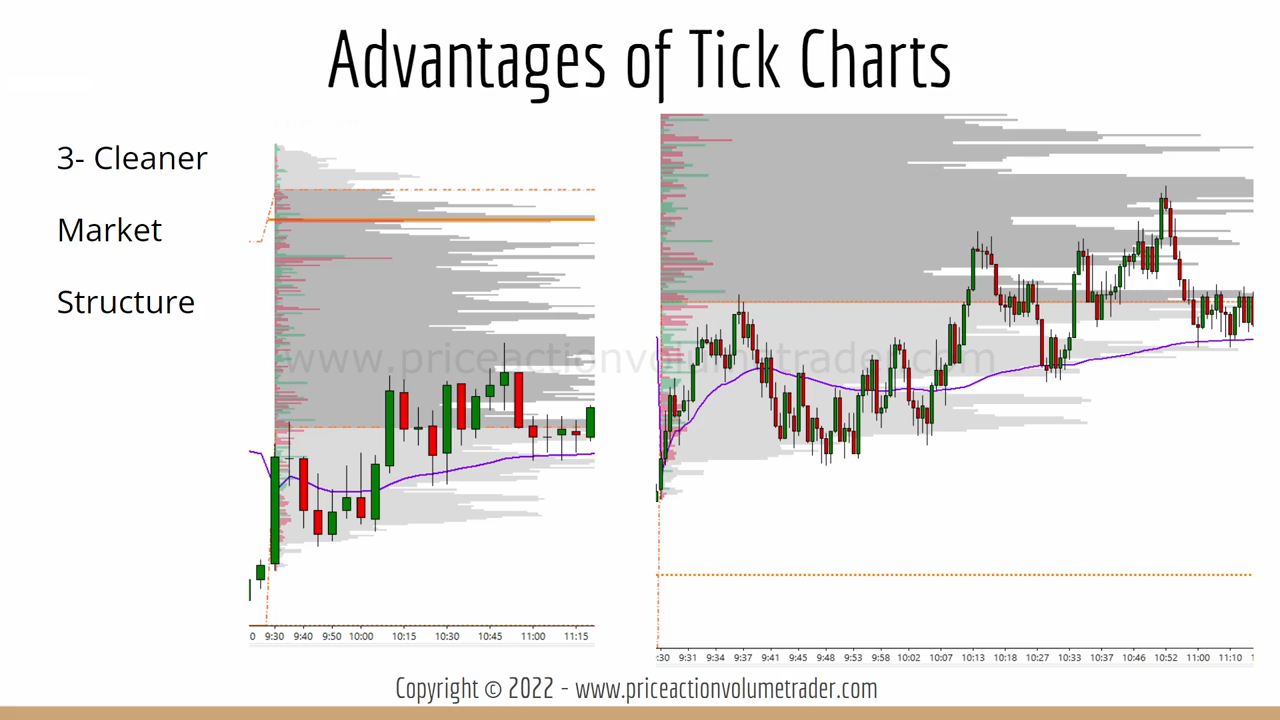 Advantages of Tick Charts
3- Cleaner
Market
Structure
www.priceactionvolumetrader.com
0 9:30 9:40 9:50 10:00 10:15 10:30 10:45 11:00 11:15
:30 9:31 9:34 9:37 9:41 9:45 9:48 9:53 9:58 10:02 10:07 10:13 10:18 10:27 10:33 10:37 10:46 10:52 11:00 11:10 1
Copyright © 2022 - www.priceactionvolumetrader.com